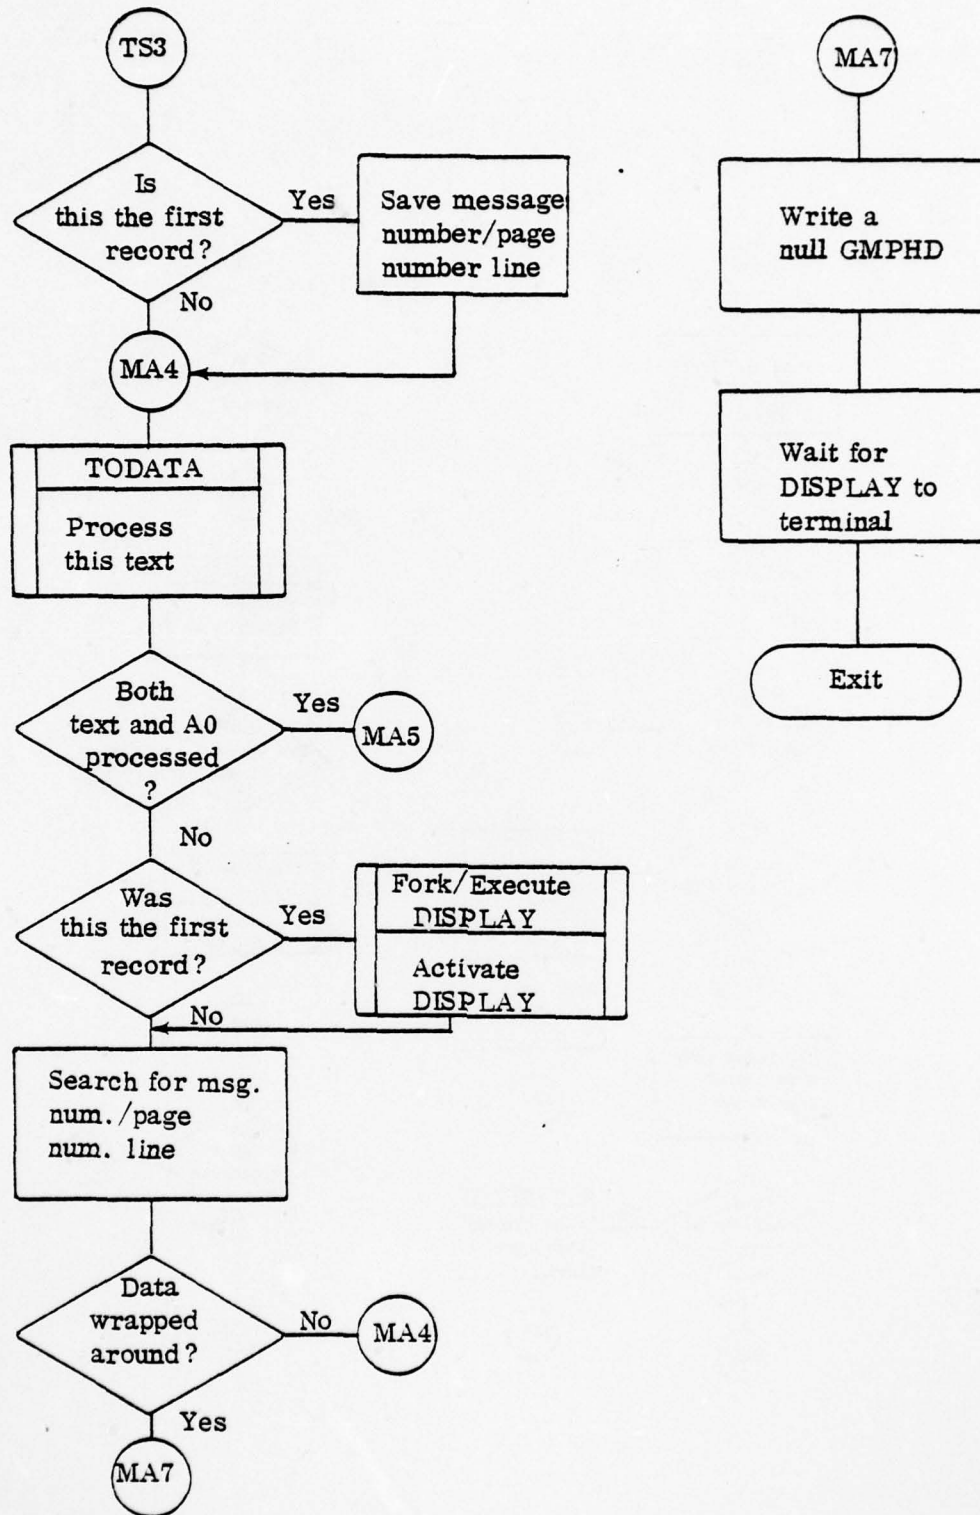 TS3
Is
this the first
record?
Yes
Save message
number/page
number line
No
MA4
TODATA
Process
this text
Both
text and A0
processed
?
Yes
MA5
No
Was
this the first
record?
Yes
Fork/Execute
DISPLAY
Activate
DISPLAY
No
Search for msg.
num./page
num. line
Data
wrapped
around?
No
MA4
Yes
MA7
MA7
Write a
null GMPHD
Wait for
DISPLAY to
terminal
Exit